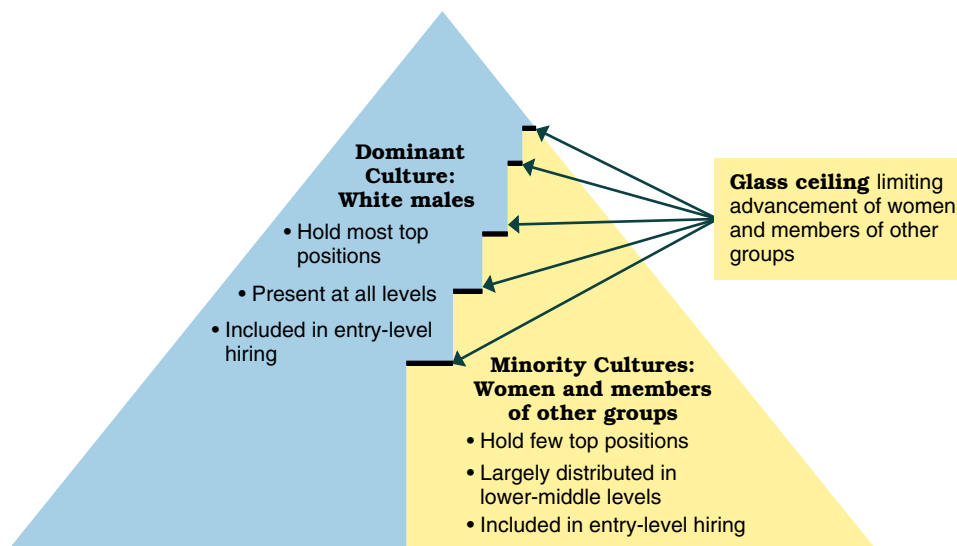 Dominant
Culture:
White males
• Hold most top
positions
• Present at all levels
• Included in entry-level
hiring
Glass ceiling limiting
advancement of women
and members of other
groups
Minority Cultures:
Women and members
of other groups
• Hold few top positions
• Largely distributed in
lower-middle levels
• Included in entry-level hiring